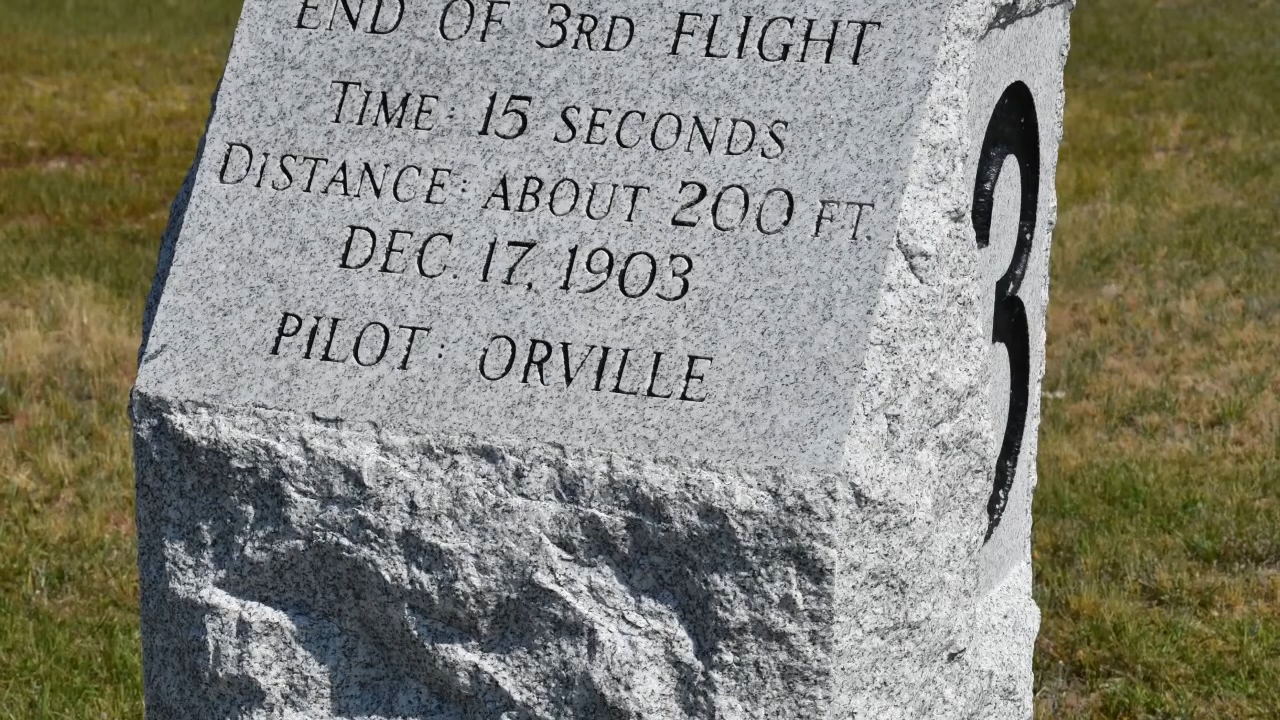 END OF 3RD FLIGHT
TIME: 15 SECONDS
DISTANCE: ABOUT 200 FT.
DEC. 17, 1903
PILOT: ORVILLE
3